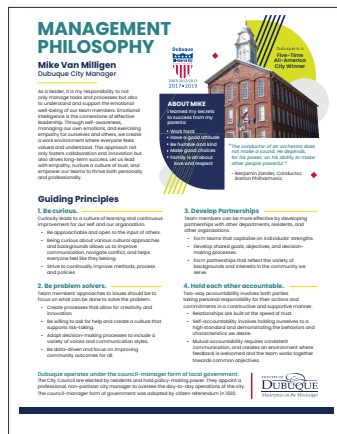 MANAGEMENT
PHILOSOPHY
Mike Van Milligen
Dubuque City Manager
As a leader, it is my responsibility to not
only manage tasks and processes but also
to understand and support the emotional
well-being of our team members. Emotional
intelligence is the cornerstone of effective
leadership. Through self-awareness,
managing our own emotions, and exercising
empathy for ourselves and others, we create
a work environment where everyone feels
valued and understood. This approach not
only fosters collaboration and innovation but
also drives long-term success. Let us lead
with empathy, nurture a culture of trust, and
empower our teams to thrive both personally
and professionally.
Dubuque
2007•2012•2013
2017•2019
Dubuque is a
Five-Time
All-America
City Winner
ABOUT MIKE
I learned my secrets
to success from my
parents:
• Work hard
• Have a good attitude
• Be humble and kind
• Make good choices
• Family is all about
love and respect
"The conductor of an orchestra does
not make a sound. He depends,
for his power, on his ability to make
other people powerful."
- Benjamin Zander, Conductor,
Boston Philharmonic
Guiding Principles
1. Be curious.
Curiosity leads to a culture of learning and continuous
improvement for our self and our organization.
• Be approachable and open to the input of others.
• Being curious about various cultural approaches
and backgrounds allows us to improve
communication, navigate conflict, and helps
everyone feel like they belong.
• Strive to continually improve methods, process
and policies
2. Be problem solvers.
Team members' approaches to issues should be to
focus on what can be done to solve the problem.
• Create processes that allow for creativity and
innovation
• Be willing to ask for help and create a culture that
supports risk-taking.
• Adapt decision-making processes to include a
variety of voices and communication styles.
• Be data-driven and focus on improving
community outcomes for all.
3. Develop Partnerships
Team members can be more effective by developing
partnerships with other departments, residents, and
other organizations.
• Form teams that capitalize on individuals' strengths.
• Develop shared goals, objectives, and decision-
making processes.
• Form partnerships that reflect the variety of
backgrounds and interests in the community we
serve.
4. Hold each other accountable.
Two-way accountability involves both parties
taking personal responsibility for their actions and
commitments in a constructive and supportive manner.
• Relationships are built at the speed of trust.
• Self-accountability involves holding ourselves to a
high standard and demonstrating the behaviors and
characteristics we desire.
• Mutual accountability requires consistent
communication, and creates an environment where
feedback is welcomed and the team works together
towards common objectives.
Dubuque operates under the council-manager form of local government.
The City Council are elected by residents and hold policy-making power. They appoint a
professional, non-partisan city manager to oversee the day-to-day operations of the city.
The council-manager form of government was adopted by citizen referendum in 1920.
THE CITY OF
DUBUQUE
Masterpiece on the Mississippi